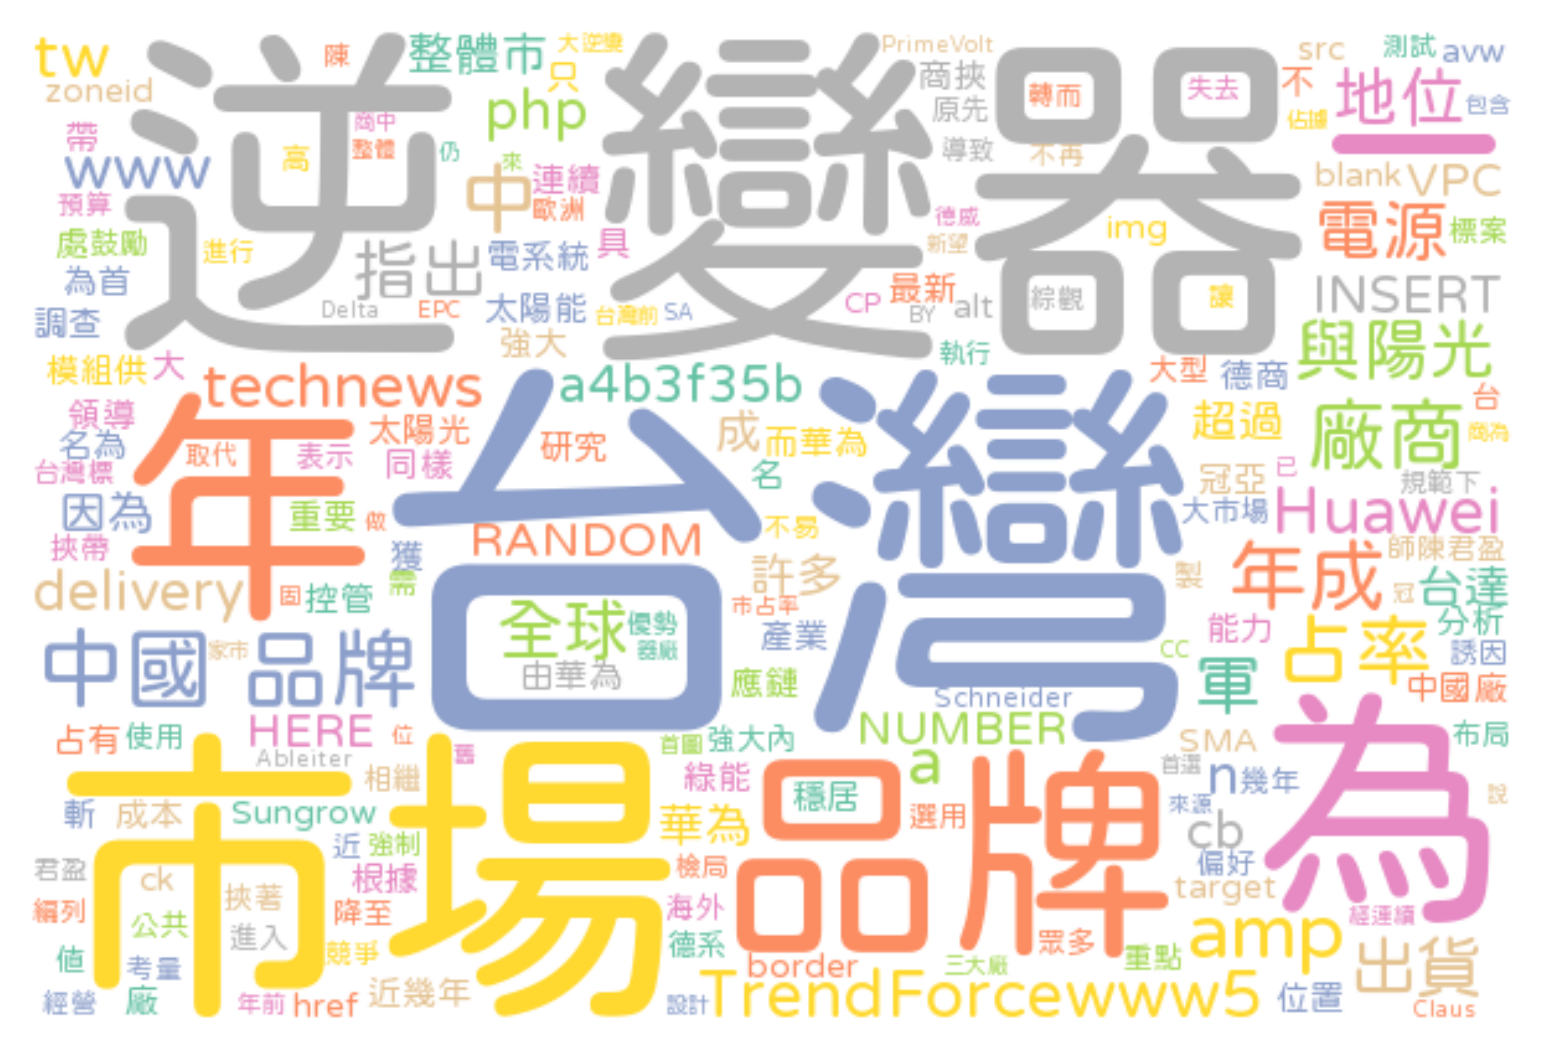 逆變器
台灣
市場
品牌
年
為
tw
zoneid
陳
整體市
大逆變
只
php
PrimeVolt
商挾
原先
導致
不再
轉而
失去
src
不
測試
avw
地位
包含
佔據
一
帶
www
預算
處鼓勵
為首
調查
進行
商中
整體
高
仍
來
中
連續
歐洲
指出
電系統
具
太陽能
台灣前
SA
強大
Delta
EPC
德威
新望
CP
最新
BY
alt
執行
綜觀
讓
img
blank
VPC
電源
標案
INSERT
與陽光
模組供
大
technews
a4b3f35b
大型
德商
領導
名為
台灣標
取代
表示
太陽光
同樣
研究
成
而華為
名
超過
廠商
台
商為
冠亞
已
規範下
因為
挾帶
重要
做
獲
需
RANDOM
不易
大市場
Huawei
師陳君盈
delivery
固
控管
許多
市占率
製
年成
冠
台達
分析
中國
家市
品牌
全球
優勢
器廠
由華為
產業
應鏈
能力
CC
軍
占率
誘因
中國廠
占有
使用
HERE
位
Ableiter
舊
首圖
強大內
Schneider
NUMBER
SMA
布局
斬
成本
Sungrow
相繼
綠能
穩居
a
首選
n
幾年
來源
說
君盈
ck
挾著
近
強制
根據
華為
選用
cb
偏好
target
編列
公共
進入
降至
檢局
海外
德系
眾多
amp
經運續
出貨
值
考量
競爭
border
三大廠
重點
經營
廠
年前
href
近幾年
設計
TrendForce
www5
位置
Claus